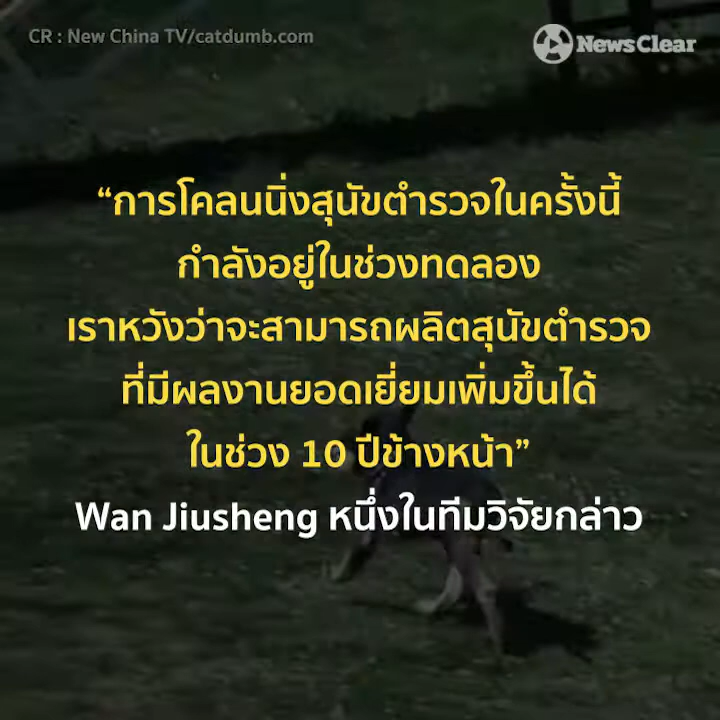 CR : New China TV/catdumb.com
NewsClear
“การโคลนนิ่งสุนัขตำรวจในครั้งนี้
กำลังอยู่ในช่วงทดลอง
เราหวังว่าจะสามารถผลิตสุนัขตำรวจ
ที่มีผลงานยอดเยี่ยมเพิ่มขึ้นได้
ในช่วง 10 ปีข้างหน้า”
Wan Jiusheng หนึ่งในทีมวิจัยกล่าว